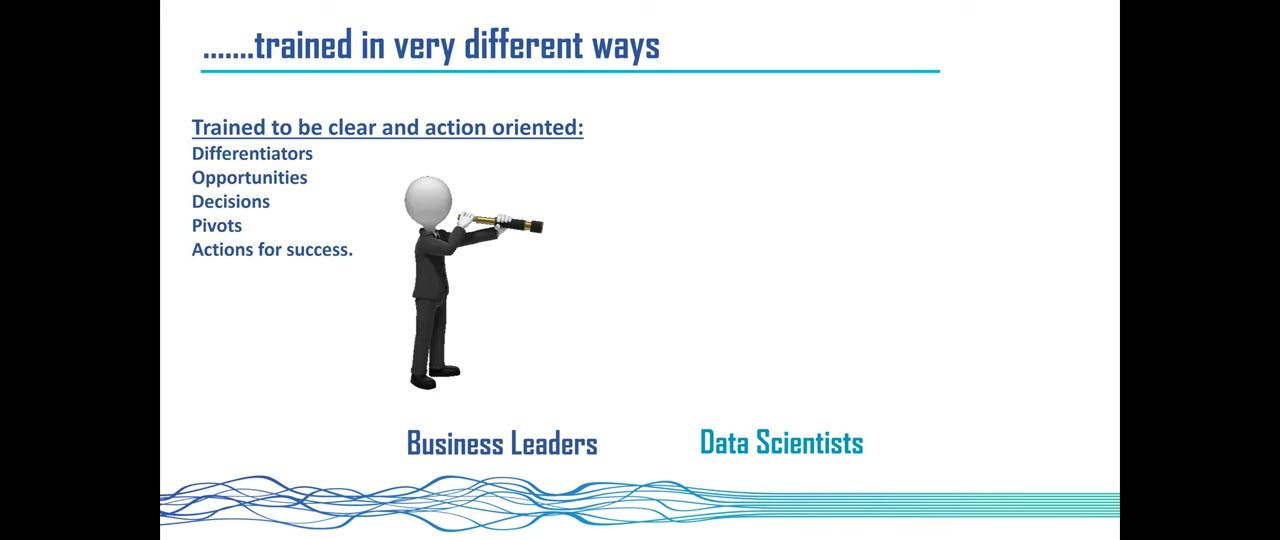 .......trained in very different ways
Trained to be clear and action oriented:
Differentiators
Opportunities
Decisions
Pivots
Actions for success.
Business Leaders
Data Scientists